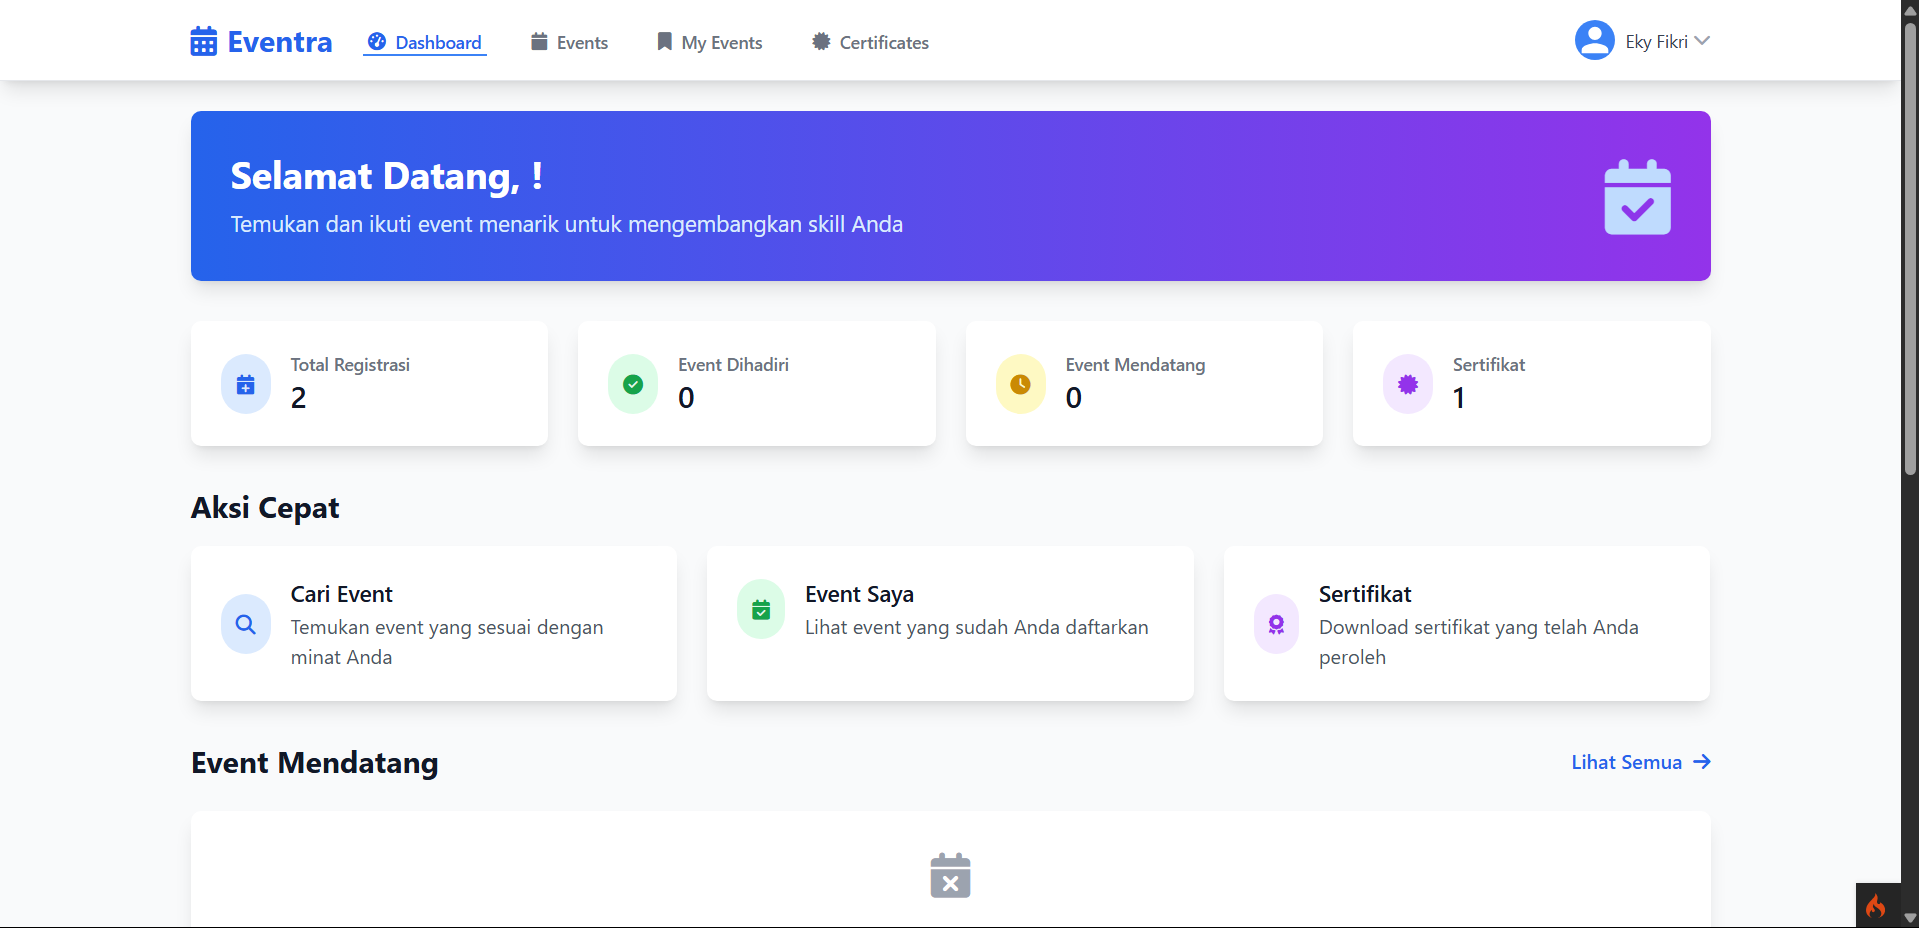 Eventra
Dashboard
Events
My Events
Certificates
Eky Fikri
Selamat Datang, !
Temukan dan ikuti event menarik untuk mengembangkan skill Anda
Total Registrasi
2
Event Dihadiri
0
Event Mendatang
0
Sertifikat
1
Aksi Cepat
Cari Event
Temukan event yang sesuai dengan
minat Anda
Event Saya
Lihat event yang sudah Anda daftarkan
Sertifikat
Download sertifikat yang telah Anda
peroleh
Event Mendatang
Lihat Semua